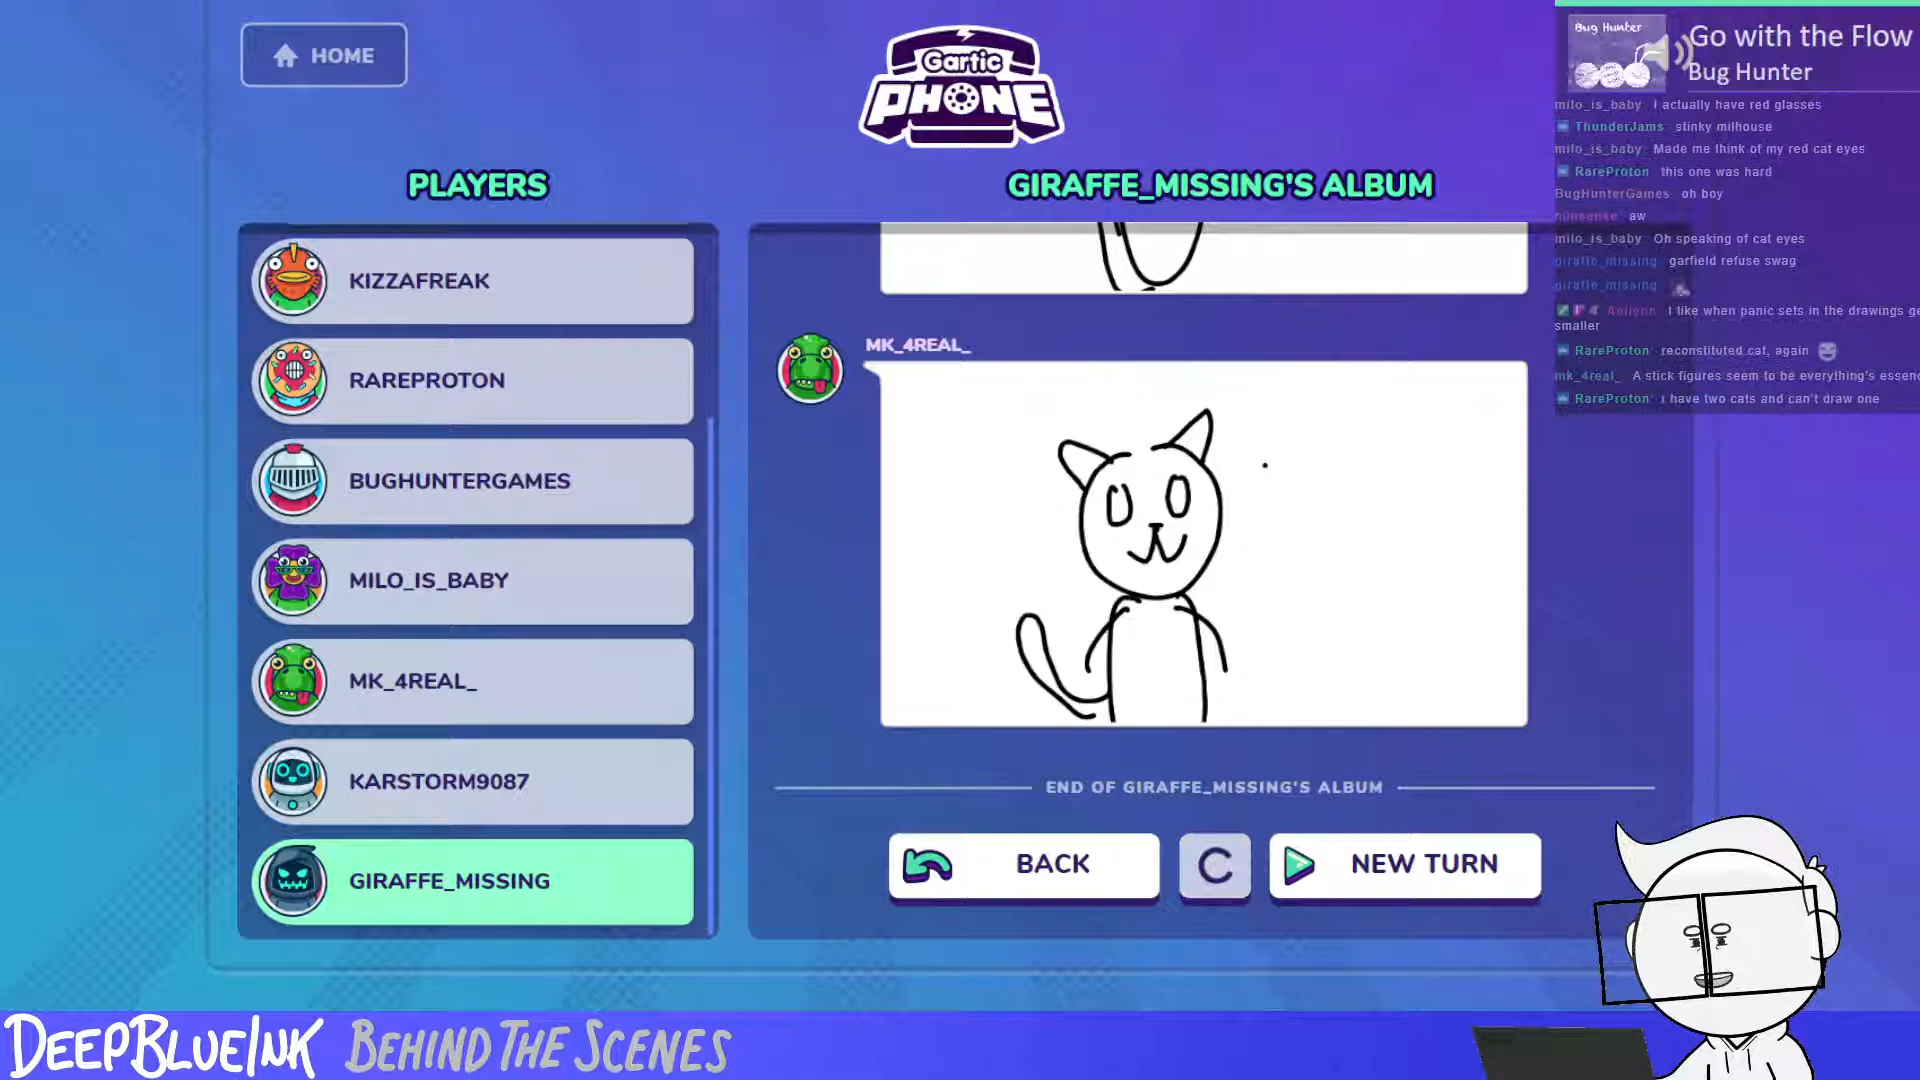 HOME
Gartic
PHONE
Bug Hunter
Go with the Flow
Bug Hunter
milo_is_baby I actually have red glasses
ThunderJams stinky milhouse
milo_is_baby: Made me think of my red cat eyes
RareProton this one was hard
BugHunterGames oh boy
aw
milo_is_baby Oh speaking of cat eyes
giraffe_missing: garfield refuse swag
giraffe_missing
I like when panic sets in the drawings ge
smaller
RareProton reconstituted cat, again
mk_4real_ A stick figures seem to be everything's essenc
RareProton i have two cats and can't draw one
PLAYERS
GIRAFFE_MISSING'S ALBUM
KIZZAFREAK
RAREPROTON
BUGHUNTERGAMES
MILO_IS_BABY
MK_4REAL_
KARSTORM9087
GIRAFFE_MISSING
MK_4REAL_
END OF GIRAFFE_MISSING'S ALBUM
BACK
NEW TURN
DEEPBLUEINK BEHIND THE SCENES